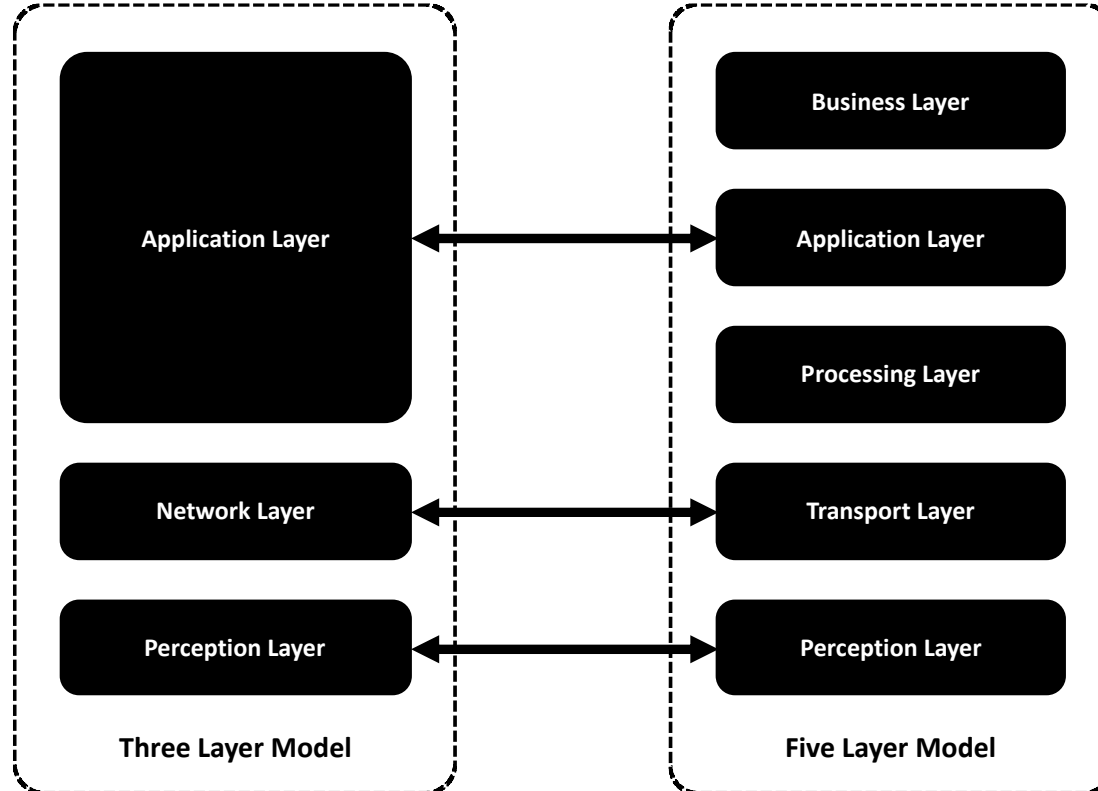 Application Layer
Network Layer
Perception Layer
Three Layer Model
Business Layer
Application Layer
Processing Layer
Transport Layer
Perception Layer
Five Layer Model